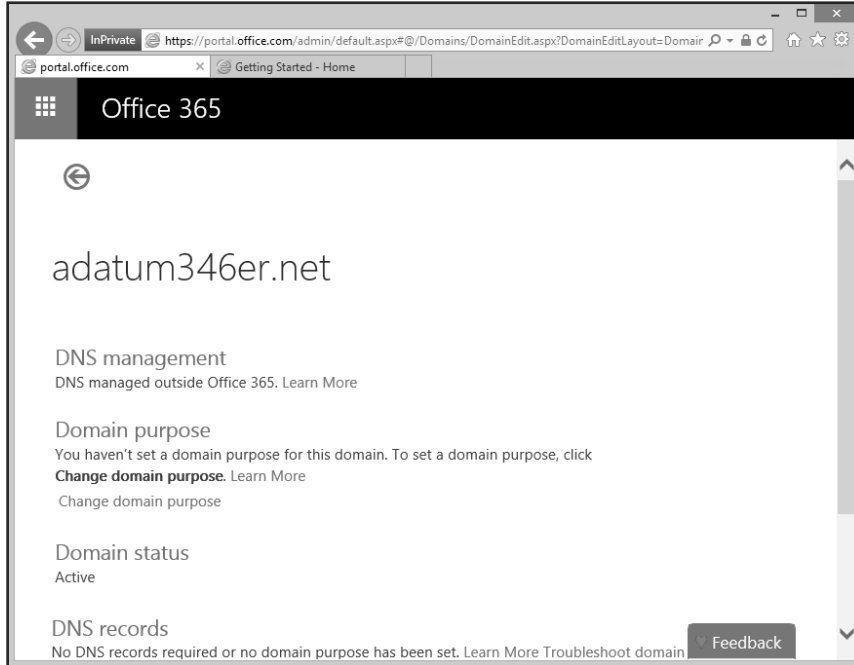 InPrivate https://portal.office.com/admin/default.aspx#@/Domains/DomainEdit.aspx?DomainEditLayout=Domair
portal.office.com Getting Started - Home
Office 365
adatum346er.net
DNS management
DNS managed outside Office 365. Learn More
Domain purpose
You haven't set a domain purpose for this domain. To set a domain purpose, click
Change domain purpose. Learn More
Change domain purpose
Domain status
Active
DNS records
No DNS records required or no domain purpose has been set. Learn More Troubleshoot domain
Feedback